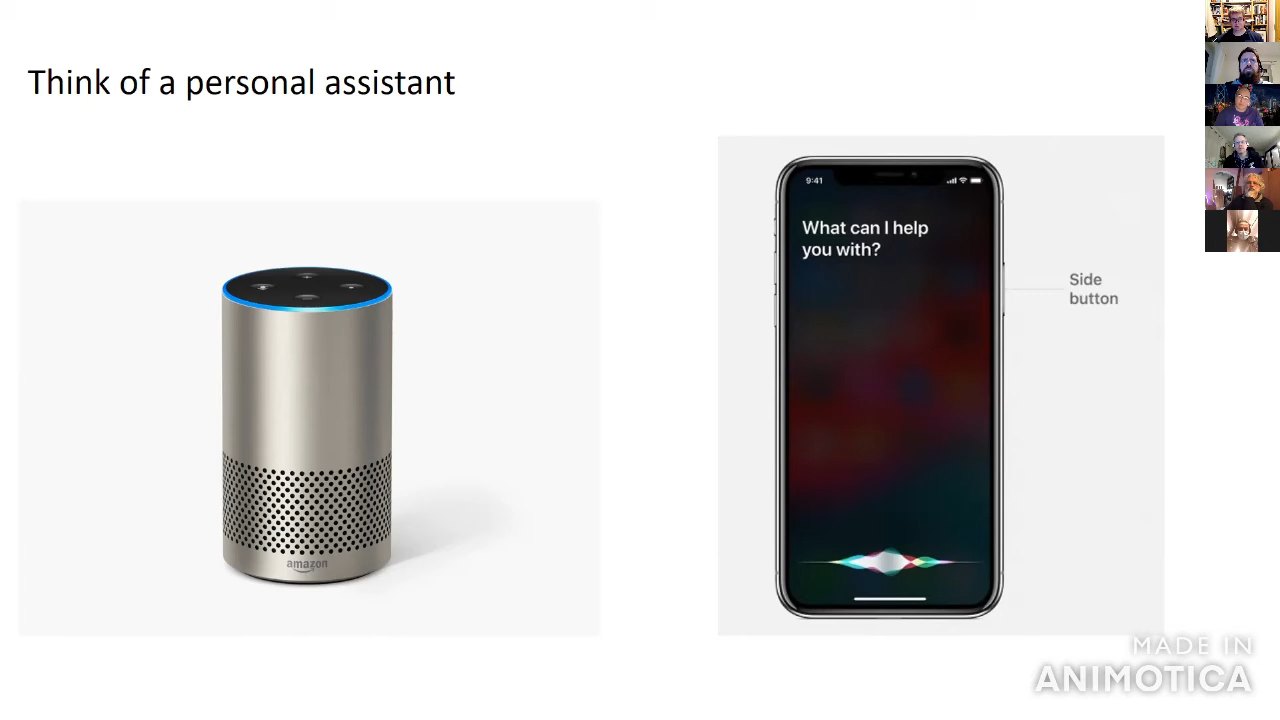 Think of a personal assistant
amazon
9:41
What can I help
you with?
Side
button
MADE IN
ANIMOTICA